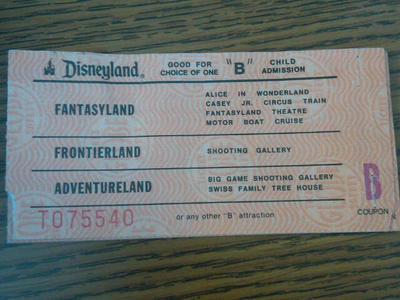 Disneyland® GOOD FOR CHOICE OF ONE "B" CHILD ADMISSION
FANTASYLAND
ALICE IN WONDERLAND
CASEY JR. CIRCUS TRAIN
FANTASYLAND THEATRE
MOTOR BOAT CRUISE
FRONTIERLAND SHOOTING GALLERY
ADVENTURELAND
BIG GAME SHOOTING GALLERY
SWISS FAMILY TREE HOUSE
B
T075540 or any other "B" attraction COUPON